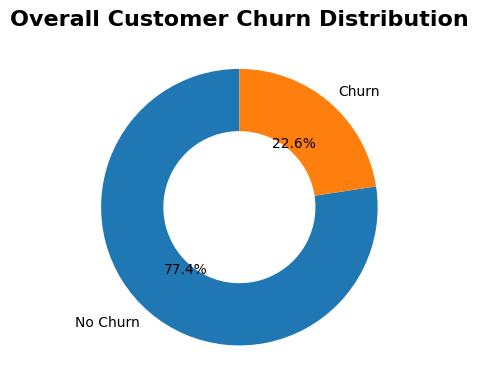 Overall Customer Churn Distribution
Churn
22.6%
77.4%
No Churn